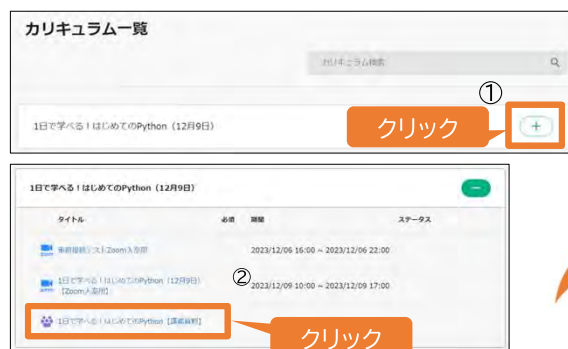 カリキュラム一覧
カリキュラム検索
①
1日で学べる！はじめてのPython（12月9日）
クリック
+
1日で学べる！はじめてのPython（12月9日）
タイトル 必須 期間 ステータス
事前接続テストZoom入室用 2023/12/06 16:00 ~ 2023/12/06 22:00
1日で学べる！はじめてのPython（12月9日）
【Zoom入室用】 ② 2023/12/09 10:00 ~ 2023/12/09 17:00
1日で学べる！はじめてのPython【講義資料】
クリック